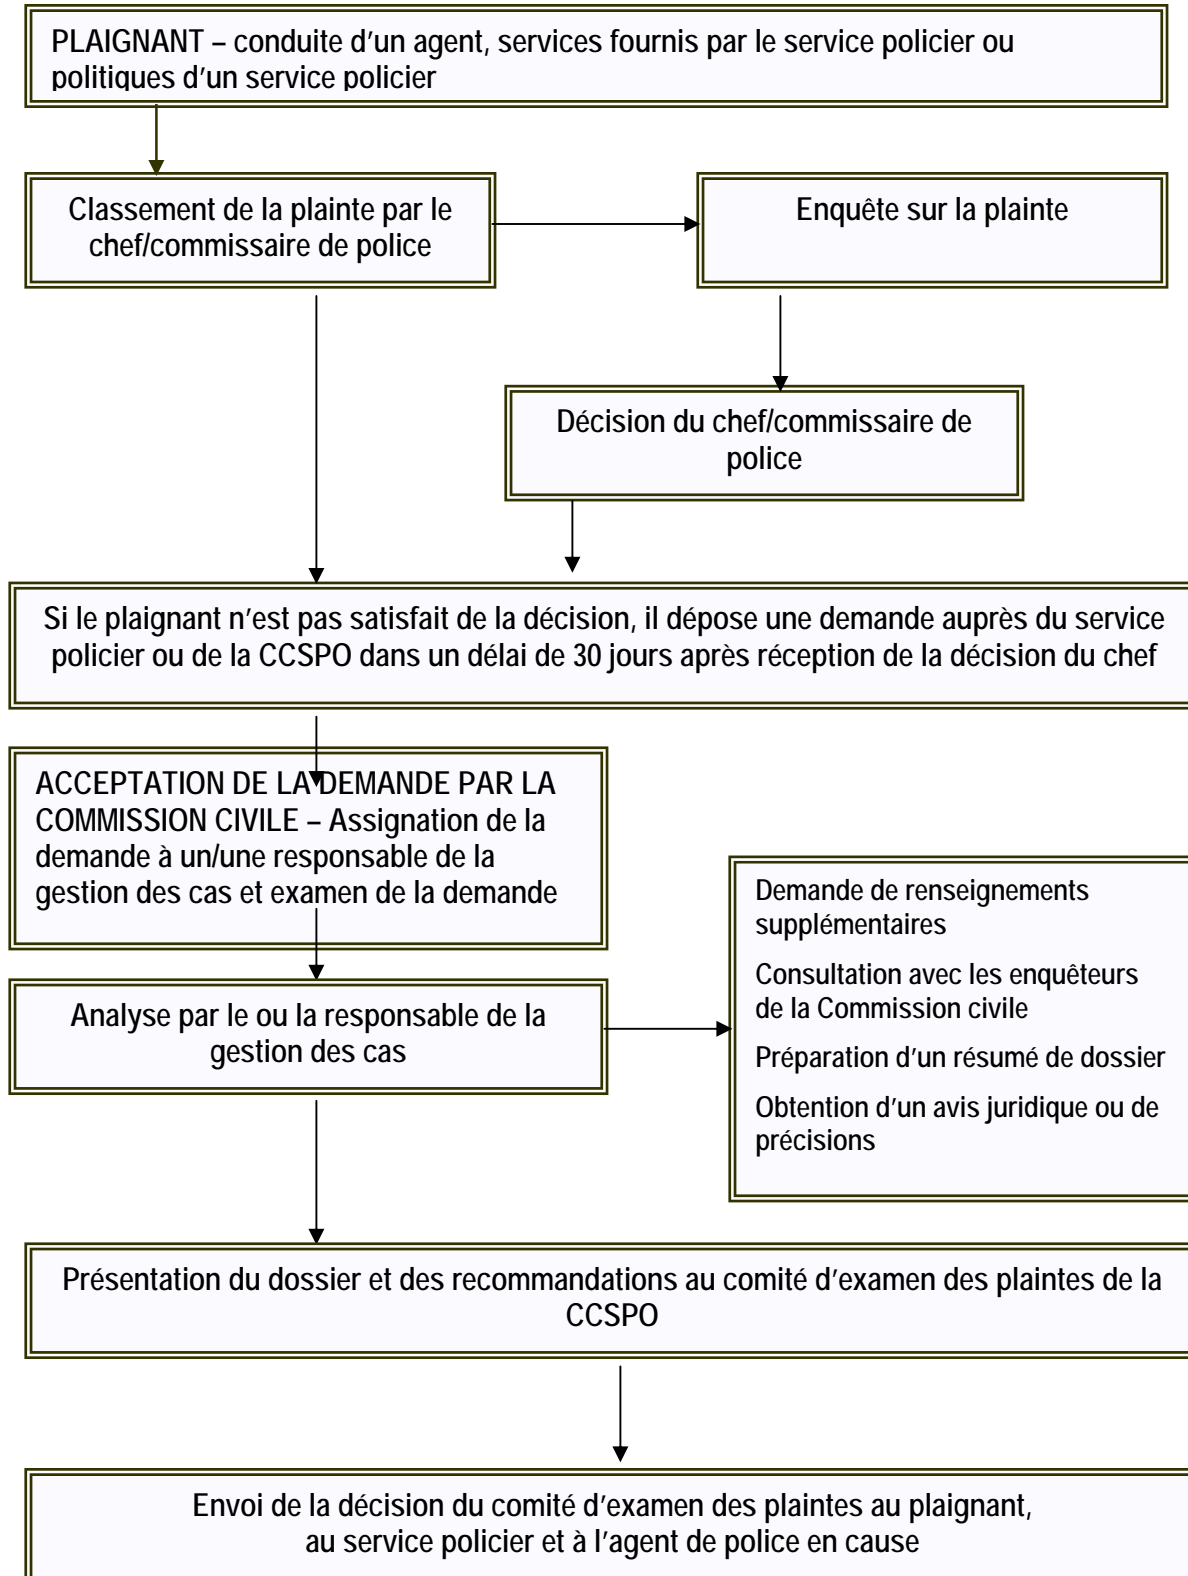 PLAIGNANT – conduite d’un agent, services fournis par le service policier ou
politiques d’un service policier
Classement de la plainte par le
chef/commissaire de police
Enquête sur la plainte
Décision du chef/commissaire de
police
Si le plaignant n’est pas satisfait de la décision, il dépose une demande auprès du service
policier ou de la CCSPO dans un délai de 30 jours après réception de la décision du chef
ACCEPTATION DE LA DEMANDE PAR LA
COMMISSION CIVILE – Assignation de la
demande à un/une responsable de la
gestion des cas et examen de la demande
Demande de renseignements
supplémentaires
Consultation avec les enquêteurs
de la Commission civile
Préparation d’un résumé de dossier
Obtention d’un avis juridique ou de
précisions
Analyse par le ou la responsable de la
gestion des cas
Présentation du dossier et des recommandations au comité d’examen des plaintes de la
CCSPO
Envoi de la décision du comité d’examen des plaintes au plaignant,
au service policier et à l’agent de police en cause